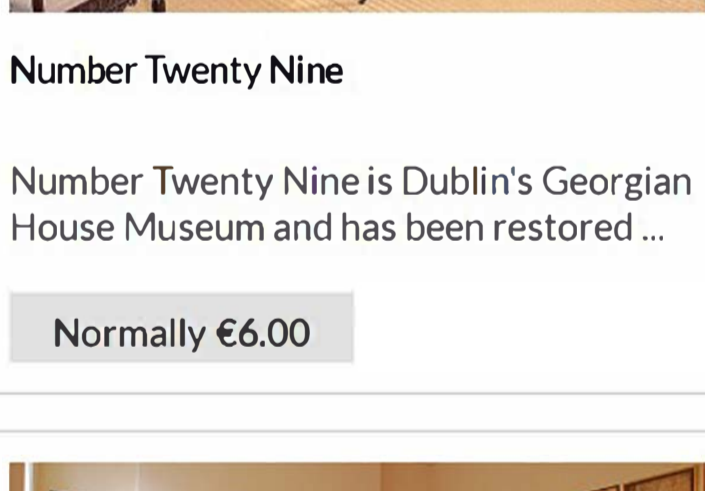 Number Twenty Nine
Number Twenty Nine is Dublin's Georgian
House Museum and has been restored ...
Normally €6.00